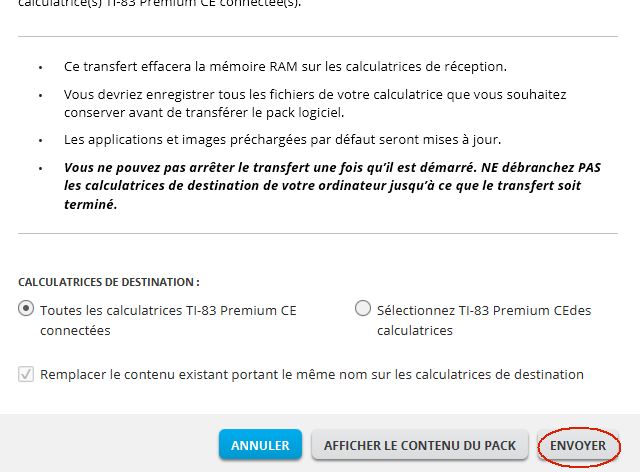 calculatrice(s) TI-83 Premium CE connectée(s).
• Ce transfert effacera la mémoire RAM sur les calculatrices de réception.
• Vous devriez enregistrer tous les fichiers de votre calculatrice que vous souhaitez
conserver avant de transférer le pack logiciel.
• Les applications et images préchargées par défaut seront mises à jour.
• Vous ne pouvez pas arrêter le transfert une fois qu’il est démarré. NE débranchez PAS
les calculatrices de destination de votre ordinateur jusqu’à ce que le transfert soit
terminé.
CALCULATRICES DE DESTINATION :
Toutes les calculatrices TI-83 Premium CE
connectées
Sélectionnez TI-83 Premium CEdes
calculatrices
Remplacer le contenu existant portant le même nom sur les calculatrices de destination
ANNULER
AFFICHER LE CONTENU DU PACK
ENVOYER